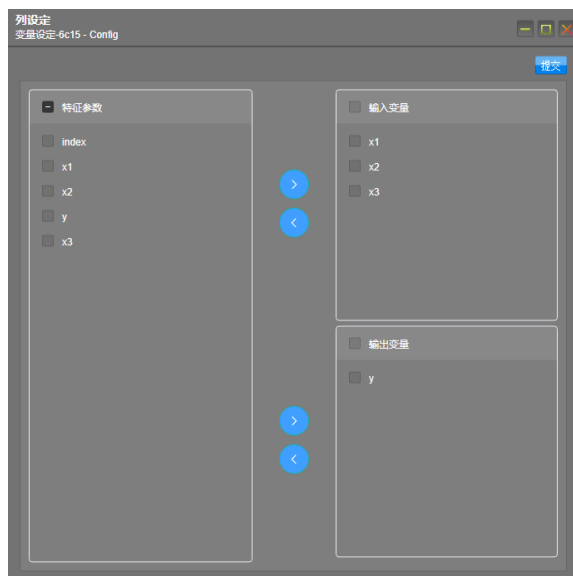 列设定
变量设定-6c15 - Config
提交
特征参数
index
x1
x2
y
x3
输入变量
x1
x2
x3
输出变量
y